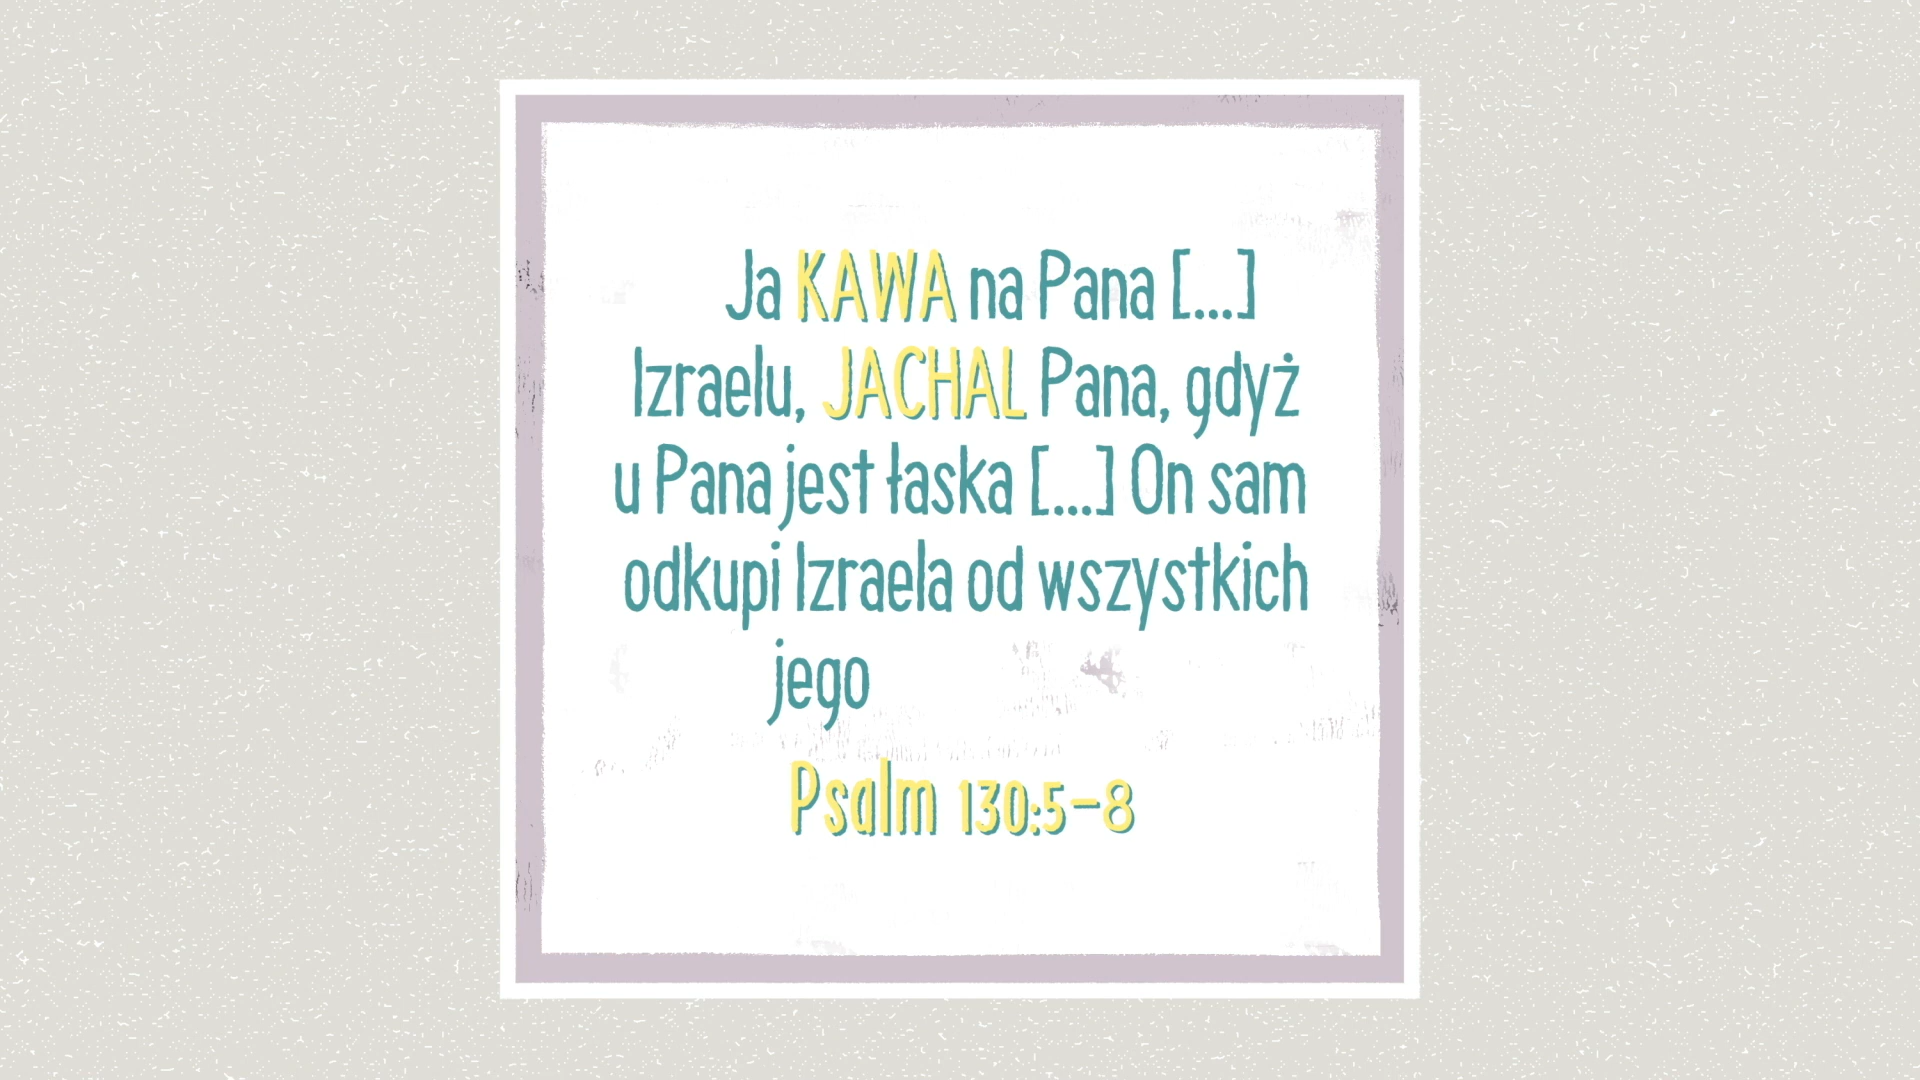 Ja KAWA na Pana [...]
Izraelu, JACHAL Pana, gdyż
u Pana jest łaska [...] On sam
odkupi Izraela od wszystkich
jego
Psalm 130:5–8